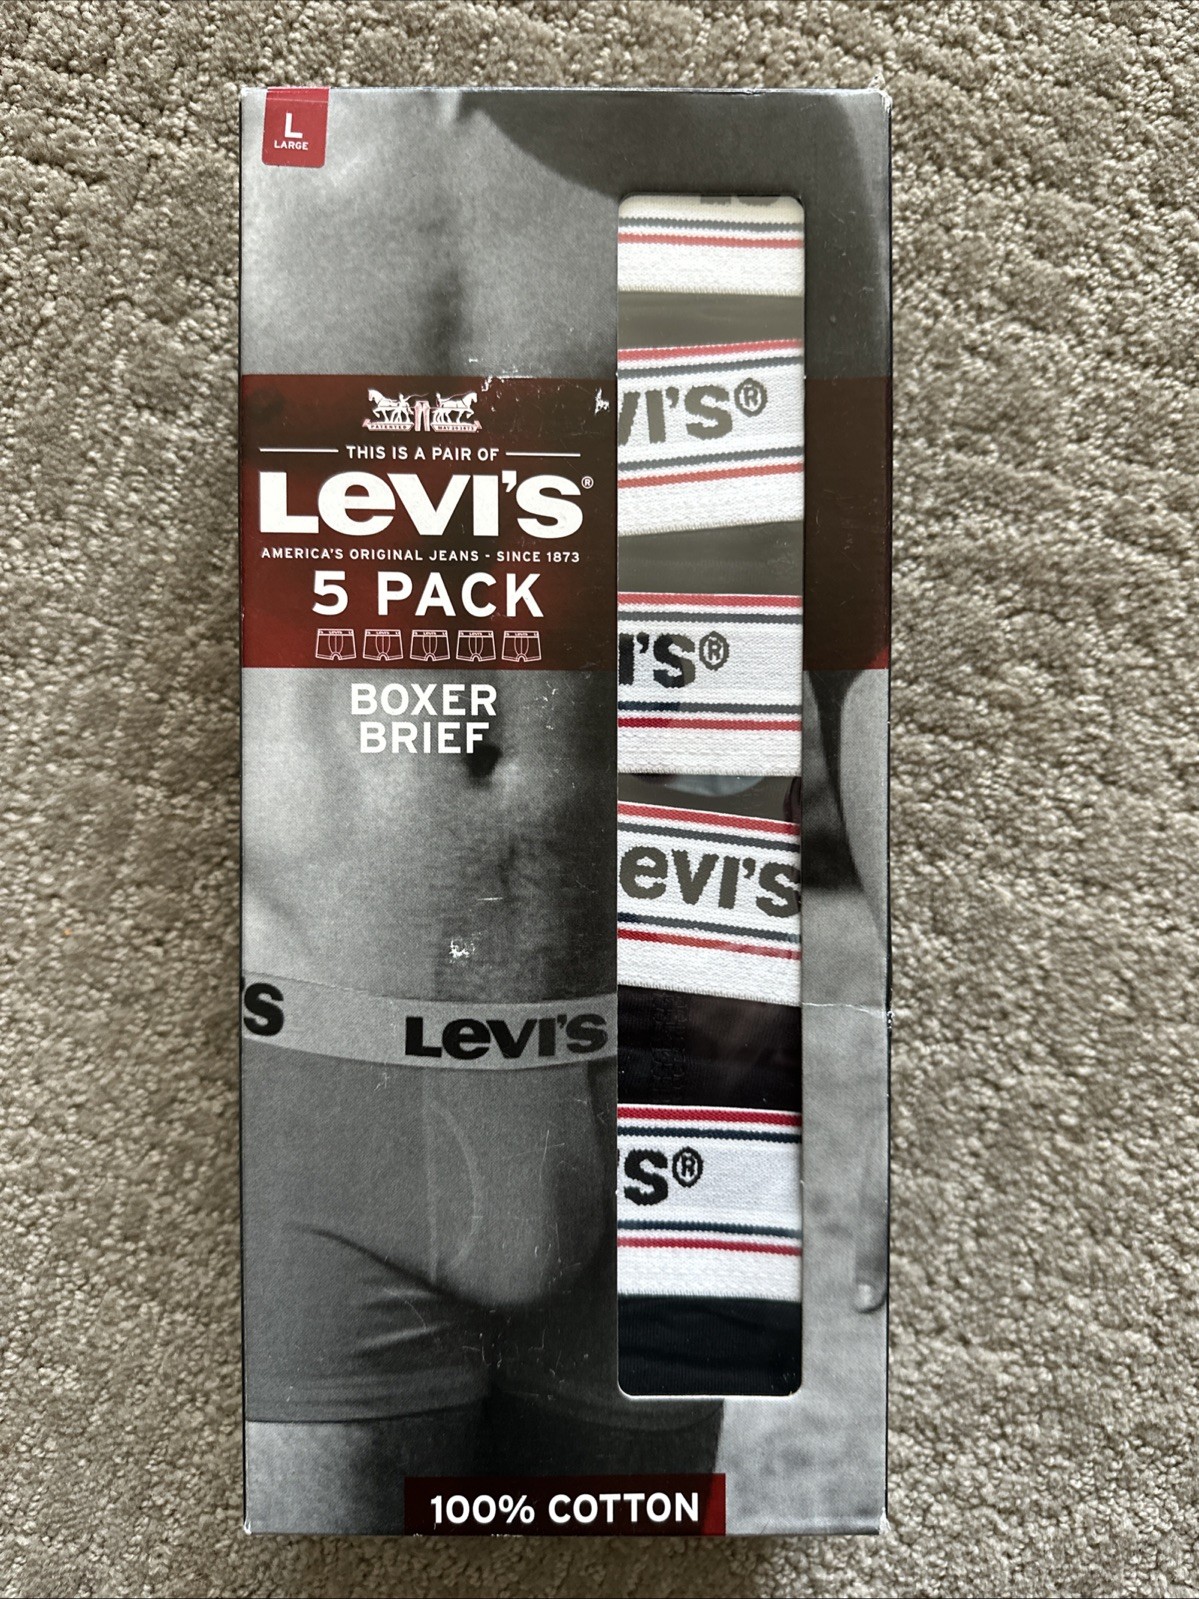 L
LARGE
THIS IS A PAIR OF
Levi's®
AMERICA'S ORIGINAL JEANS - SINCE 1873
5 PACK
BOXER
BRIEF
VI'S®
I'S®
evi's
'S®
'S
Levi's
100% COTTON